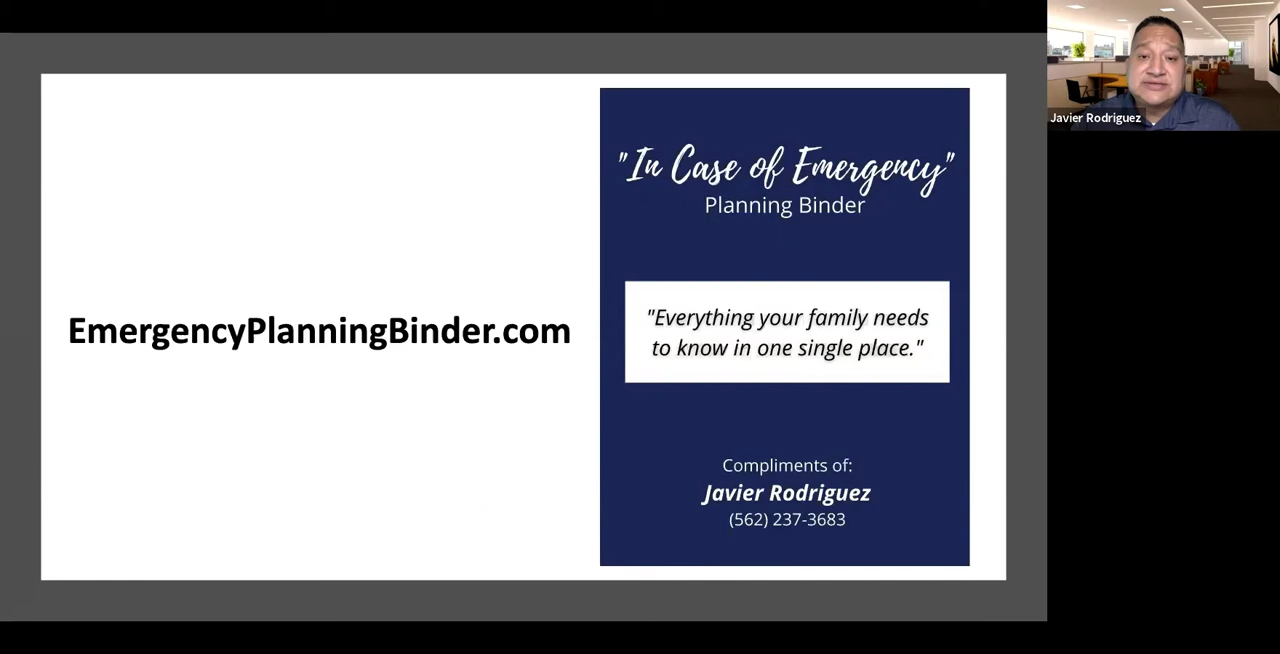 EmergencyPlanningBinder.com
"In Case of Emergency"
Planning Binder
"Everything your family needs
to know in one single place."
Compliments of:
Javier Rodriguez
(562) 237-3683
Javier Rodriguez